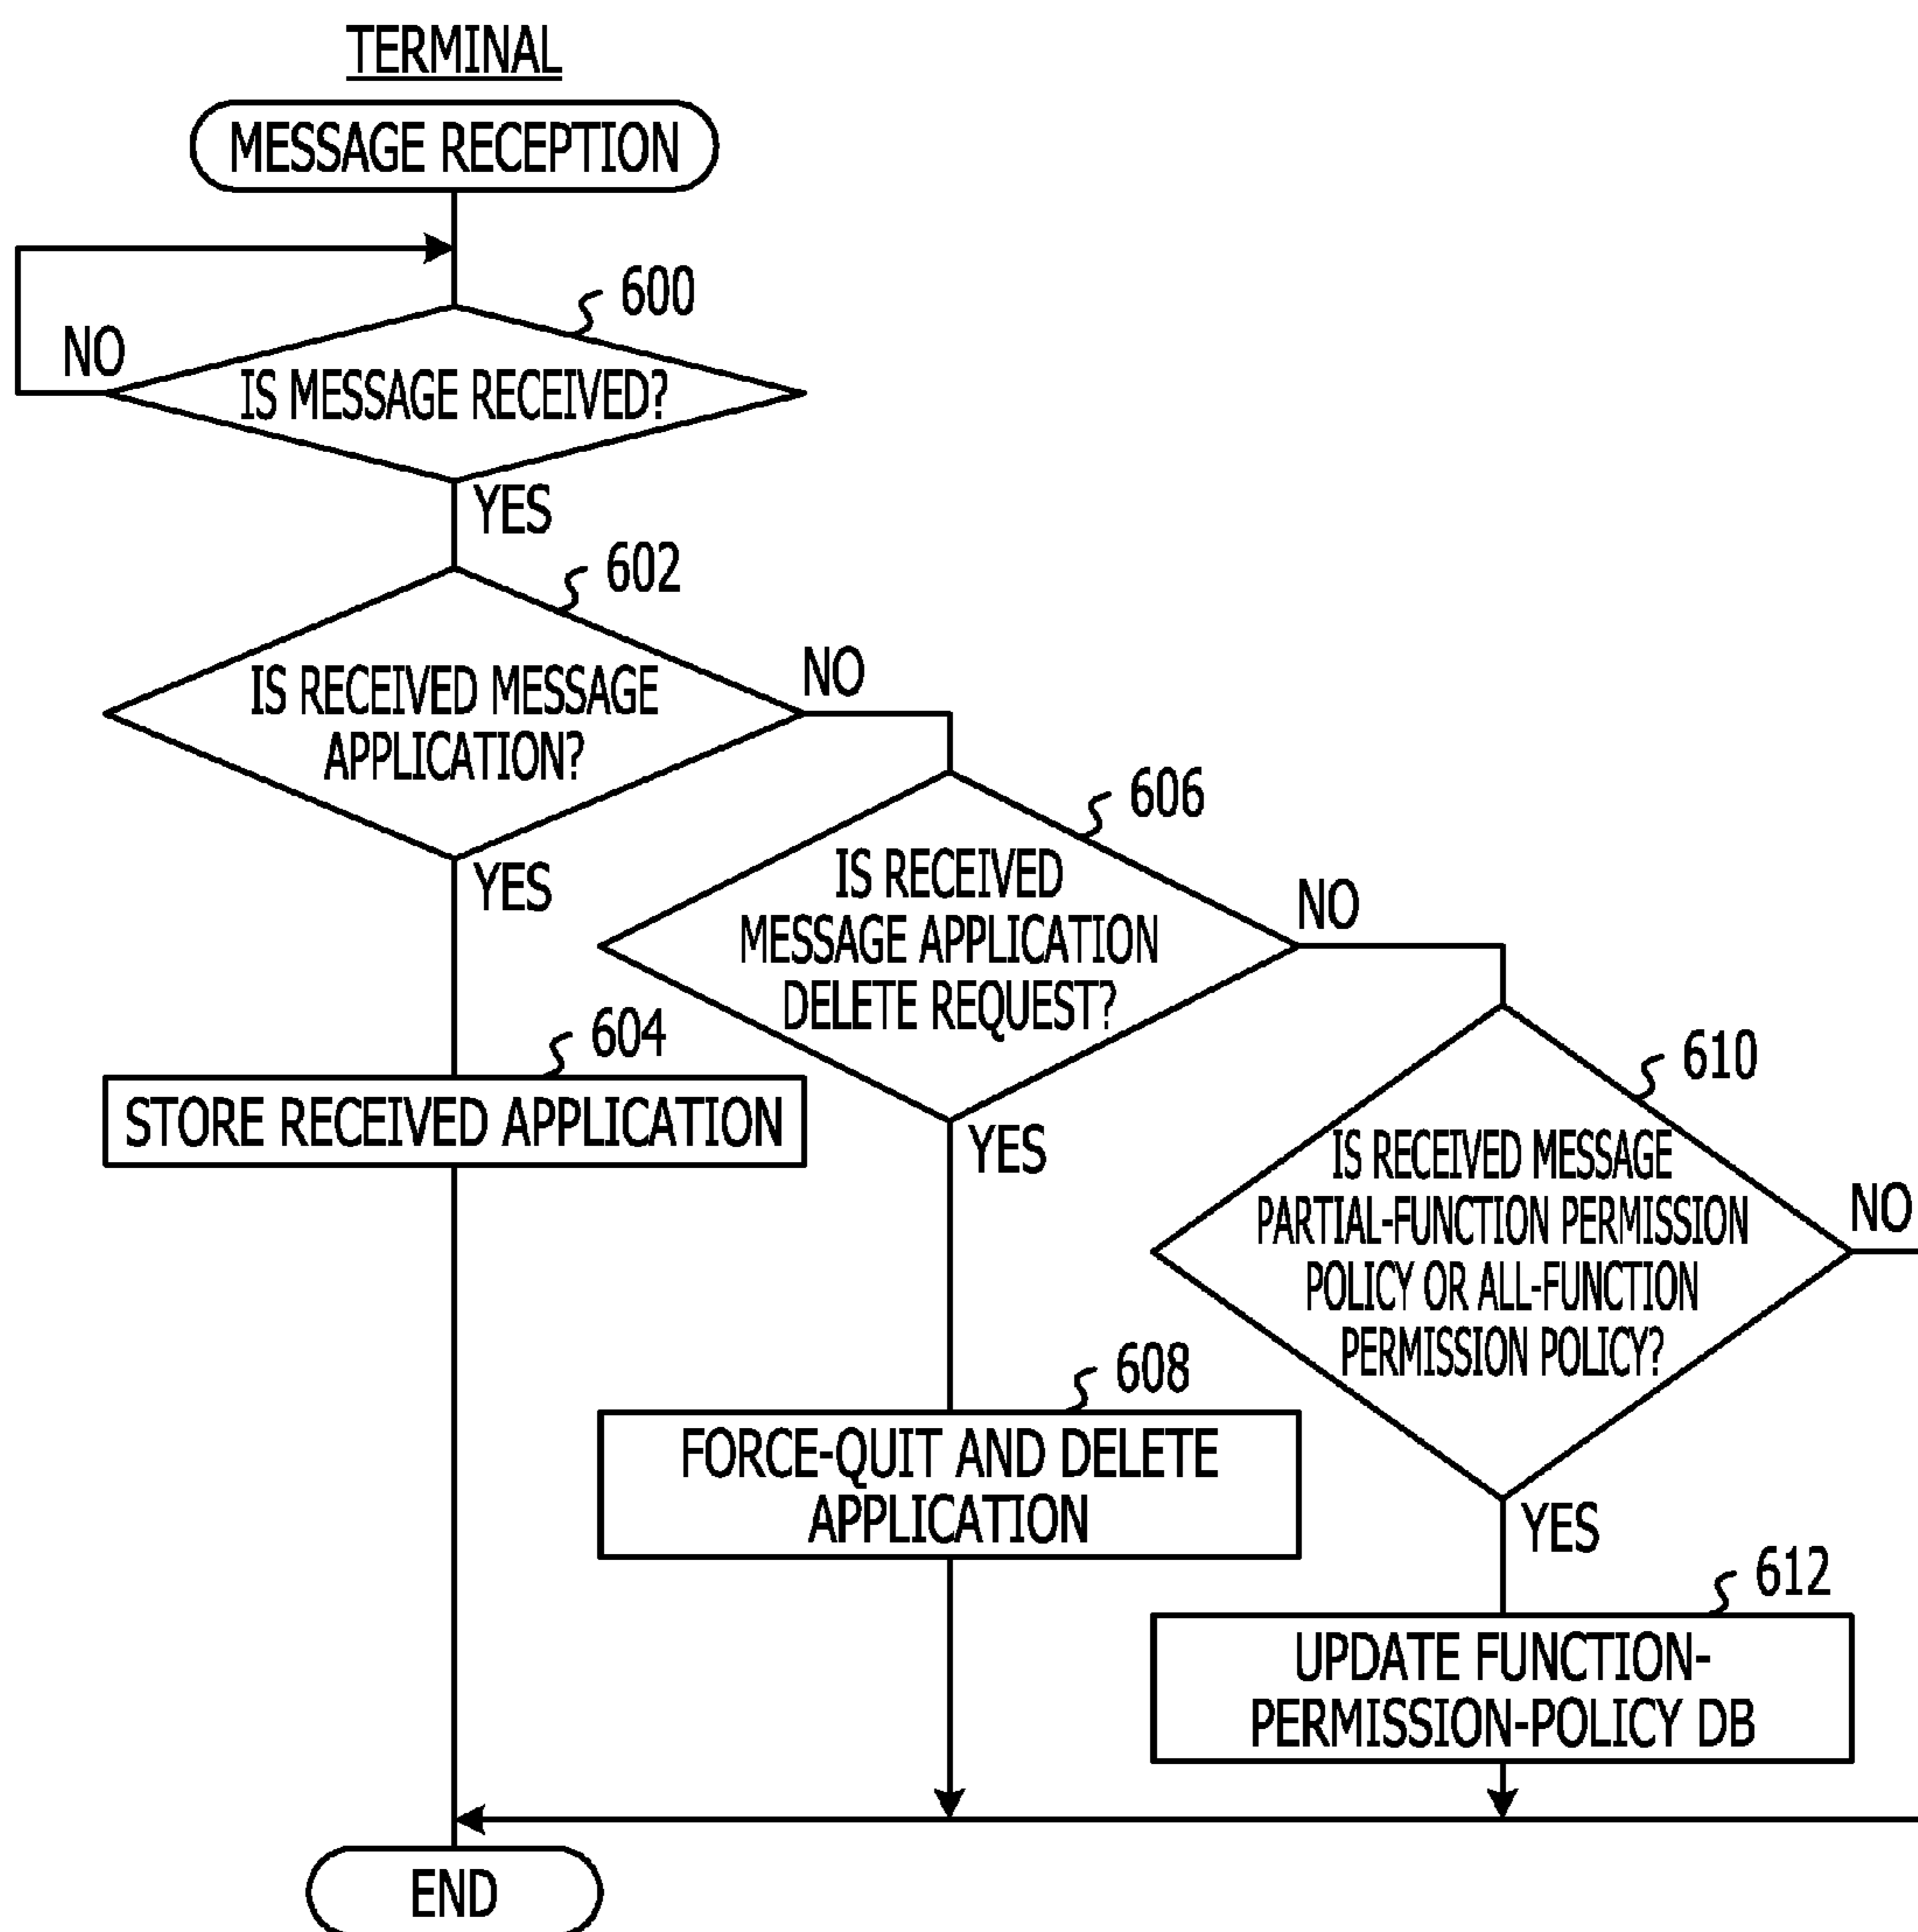 TERMINAL
MESSAGE RECEPTION
600
NO
IS MESSAGE RECEIVED?
YES
602
NO
IS RECEIVED MESSAGE
APPLICATION?
YES
606
IS RECEIVED
MESSAGE APPLICATION
DELETE REQUEST?
NO
YES
604
STORE RECEIVED APPLICATION
610
IS RECEIVED MESSAGE
PARTIAL-FUNCTION PERMISSION
POLICY OR ALL-FUNCTION
PERMISSION POLICY?
NO
YES
608
FORCE-QUIT AND DELETE
APPLICATION
612
UPDATE FUNCTION-
PERMISSION-POLICY DB
END